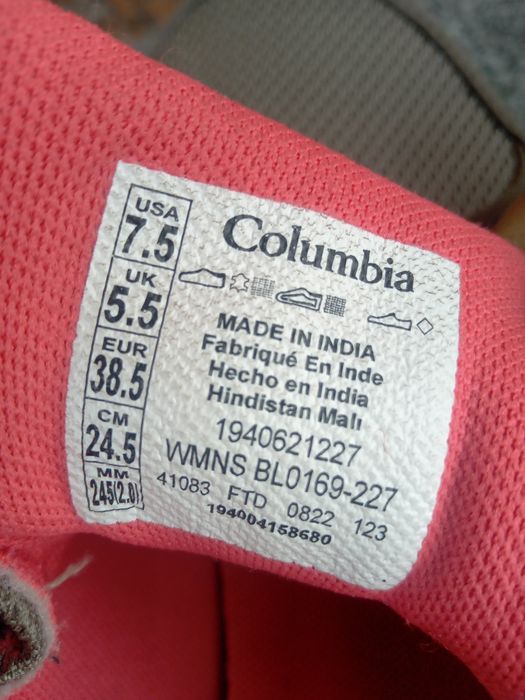 USA
7.5
UK
5.5
EUR
38.5
CM
24.5
MM
245(2.0)
Columbia
MADE IN INDIA
Fabriqué En Inde
Hecho en India
Hindistan Malı
1940621227
WMNS BL0169-227
41083 FTD 0822 123
194004158680